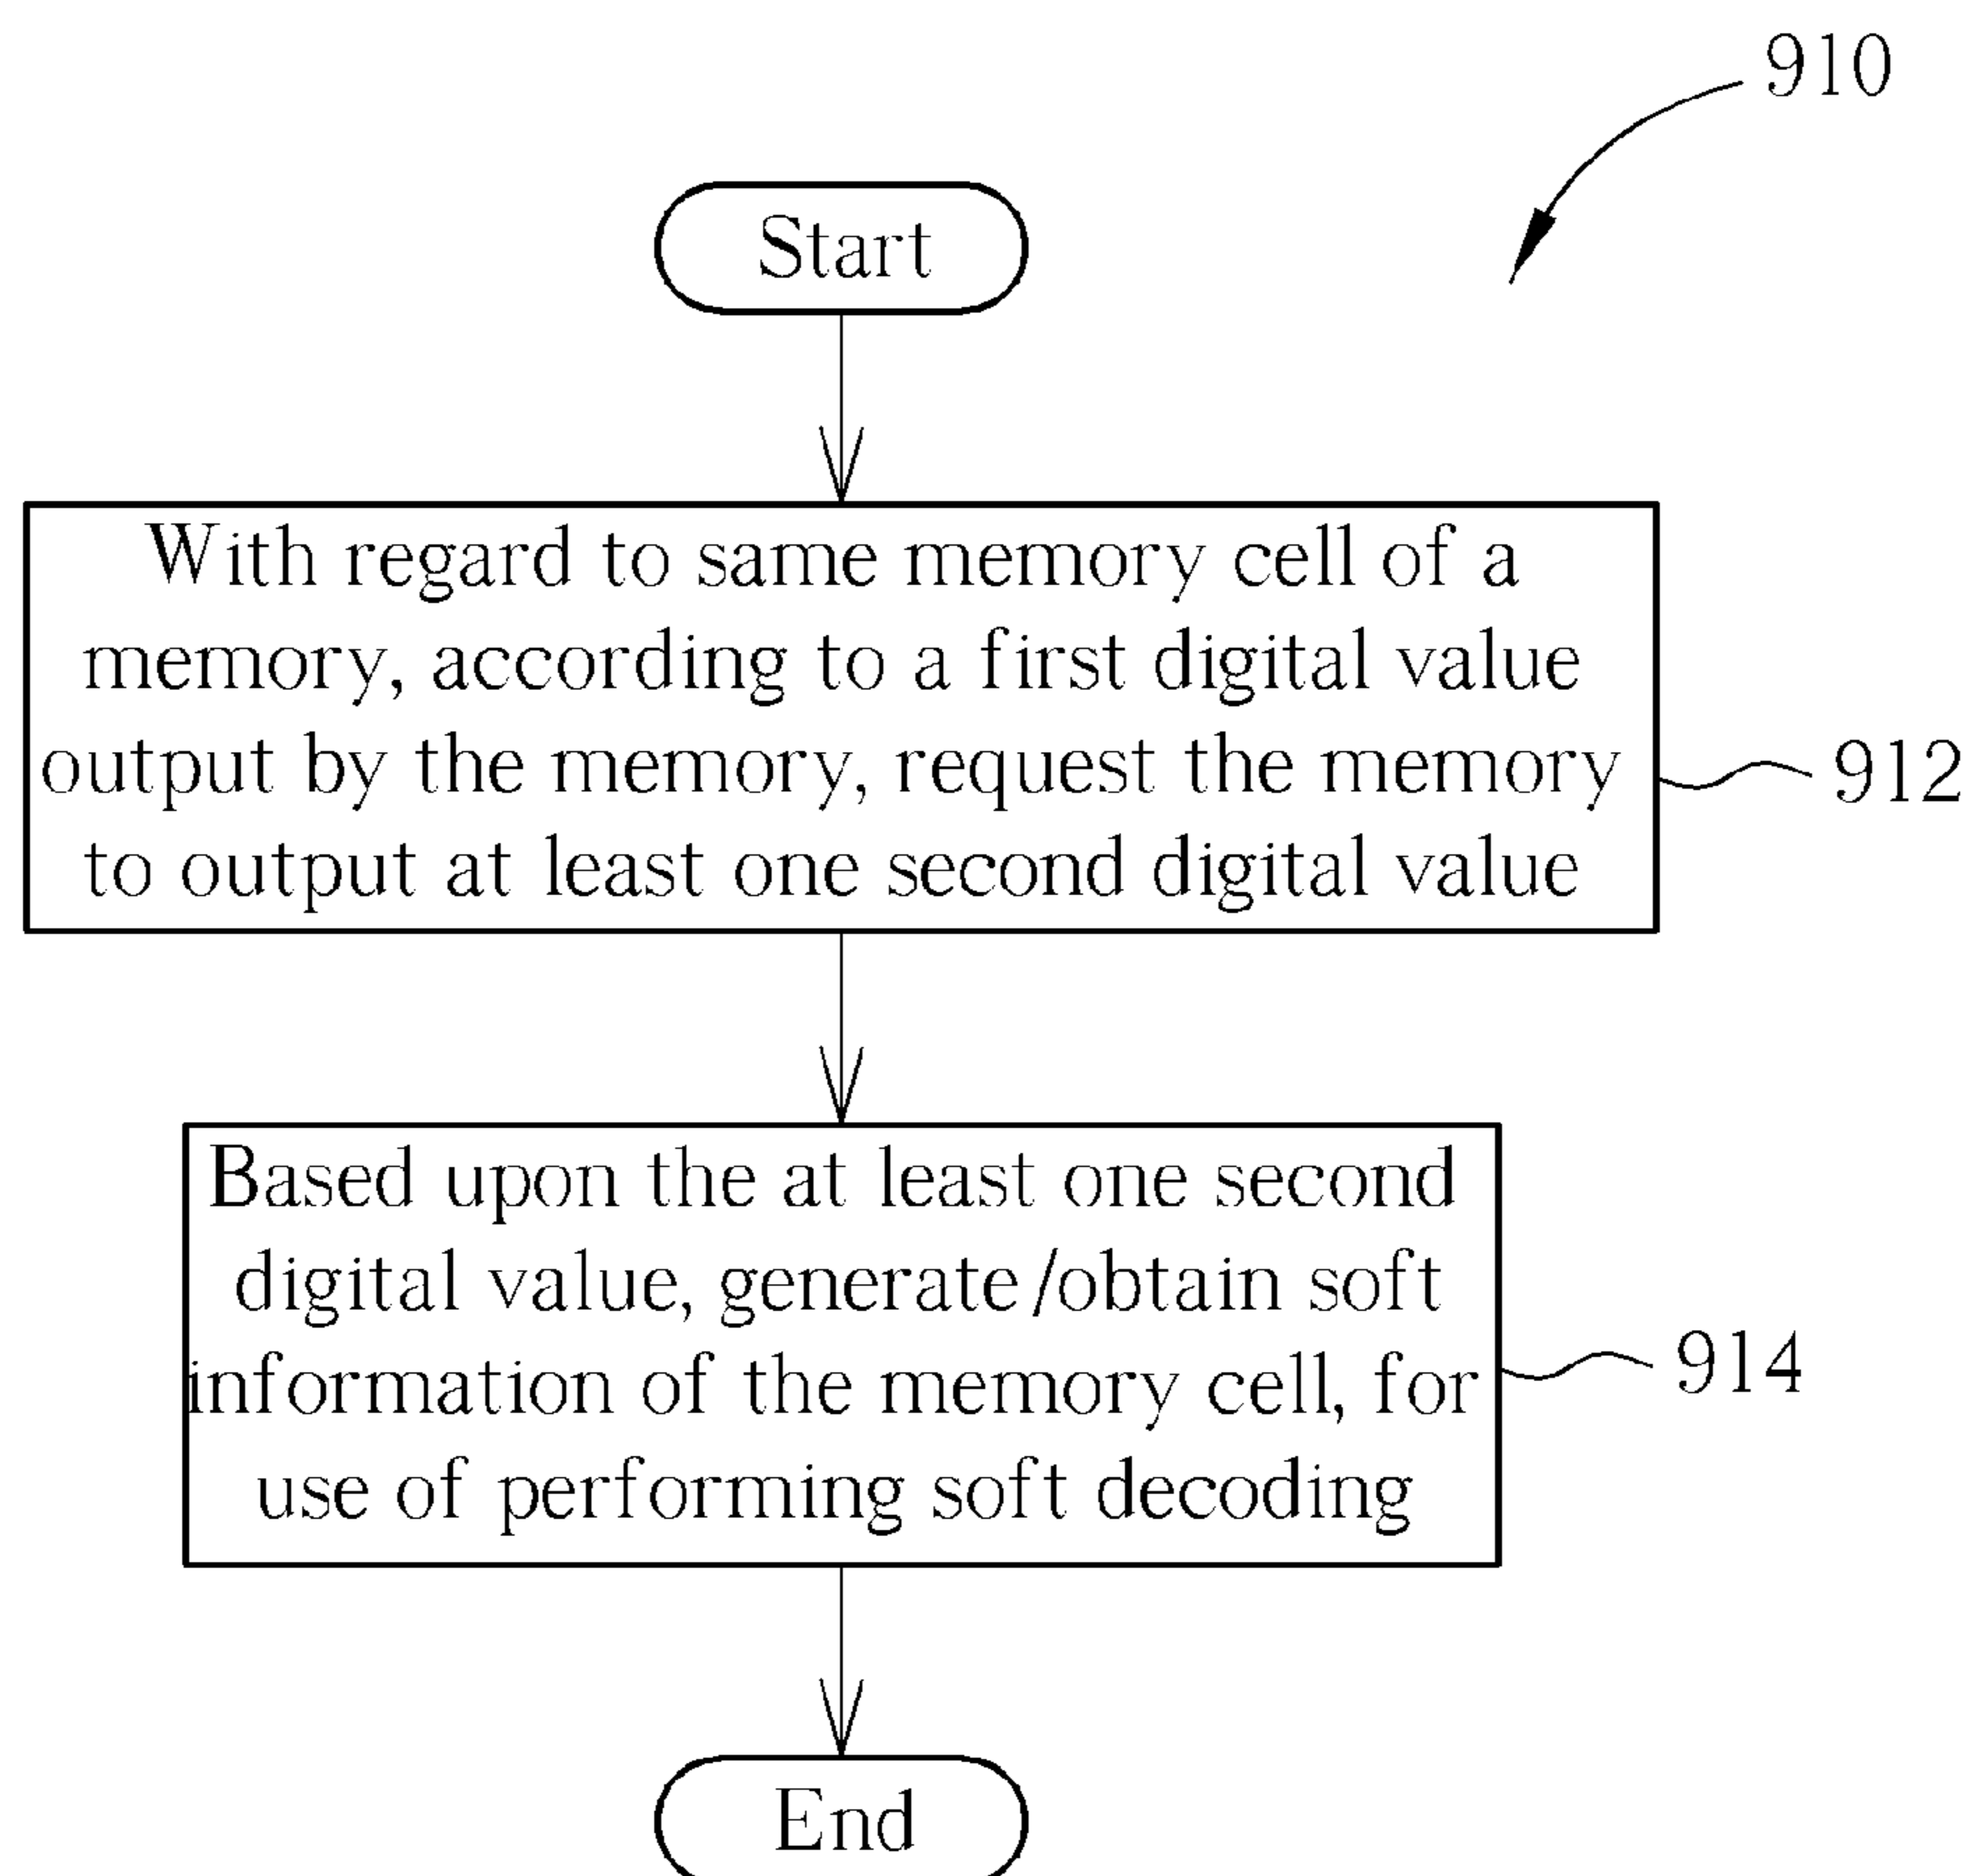 910
Start
With regard to same memory cell of a
memory, according to a first digital value
output by the memory, request the memory
to output at least one second digital value
912
Based upon the at least one second
digital value, generate/obtain soft
information of the memory cell, for
use of performing soft decoding
914
End